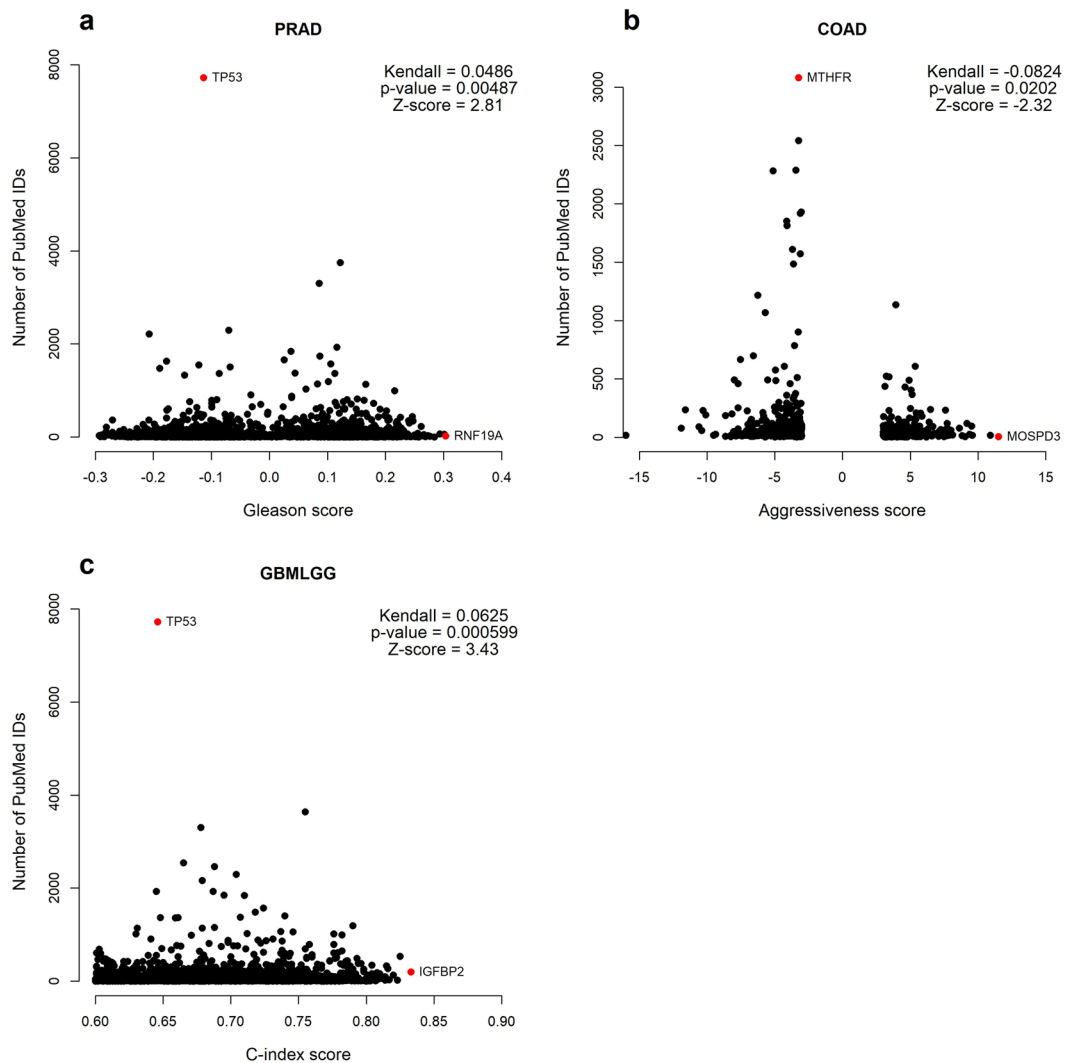 a
PRAD
Kendall = 0.0486
p-value = 0.00487
Z-score = 2.81
TP53
RNF19A
Number of PubMed IDs
8000
6000
4000
2000
0
-0.3 -0.2 -0.1 0.0 0.1 0.2 0.3 0.4
Gleason score
b
COAD
Kendall = -0.0824
p-value = 0.0202
Z-score = -2.32
MTHFR
MOSPD3
Number of PubMed IDs
3000
2500
2000
1500
1000
500
0
-15 -10 -5 0 5 10 15
Aggressiveness score
c
GBMLGG
Kendall = 0.0625
p-value = 0.000599
Z-score = 3.43
TP53
IGFBP2
Number of PubMed IDs
8000
6000
4000
2000
0
0.60 0.65 0.70 0.75 0.80 0.85 0.90
C-index score